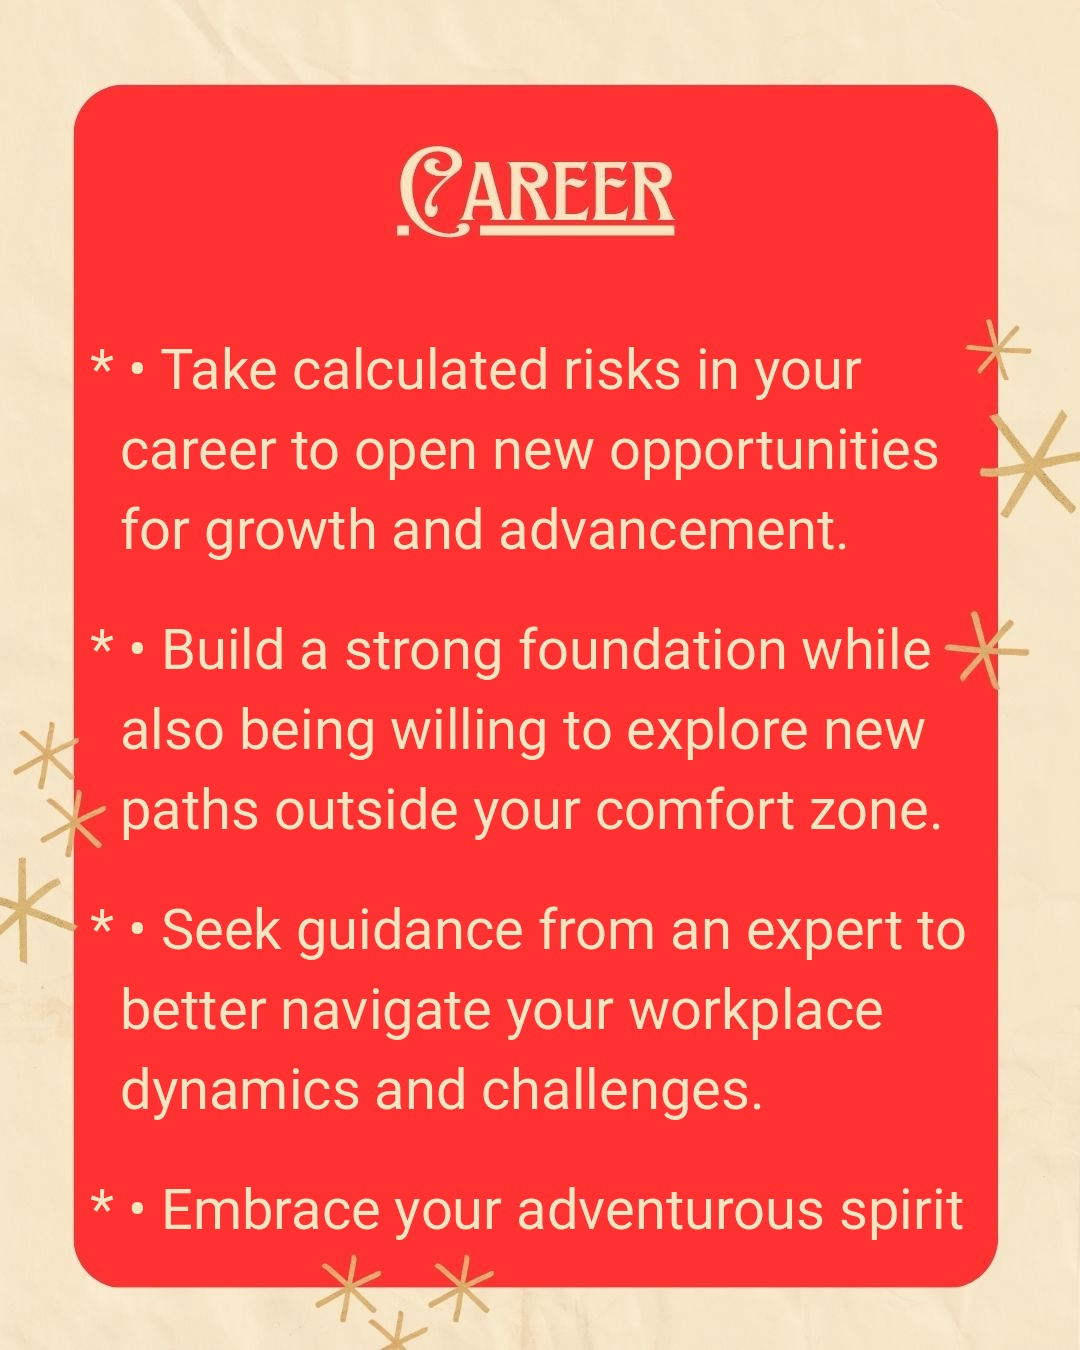 Career
* • Take calculated risks in your
career to open new opportunities
for growth and advancement.
* • Build a strong foundation while
also being willing to explore new
paths outside your comfort zone.
* • Seek guidance from an expert to
better navigate your workplace
dynamics and challenges.
* • Embrace your adventurous spirit